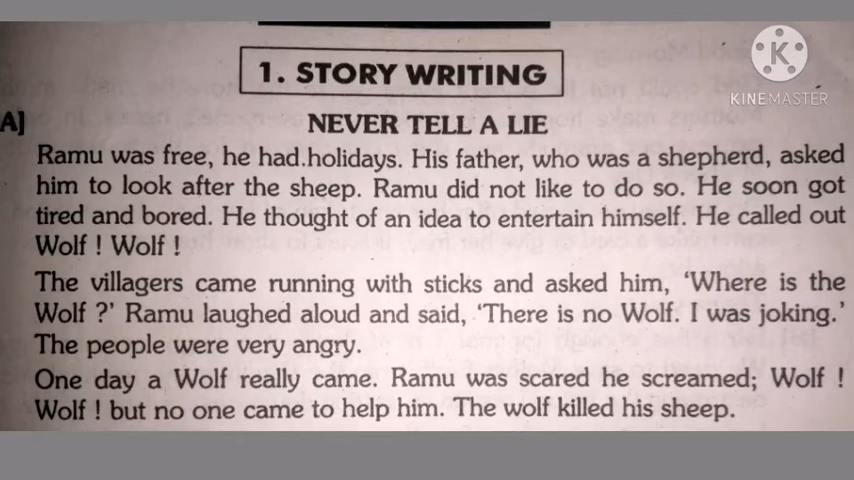 K
KINEMASTER
1. STORY WRITING
A]
NEVER TELL A LIE
Ramu was free, he had.holidays. His father, who was a shepherd, asked
him to look after the sheep. Ramu did not like to do so. He soon got
tired and bored. He thought of an idea to entertain himself. He called out
Wolf ! Wolf !
The villagers came running with sticks and asked him, ‘Where is the
Wolf ?’ Ramu laughed aloud and said, ‘There is no Wolf. I was joking.’
The people were very angry.
One day a Wolf really came. Ramu was scared he screamed; Wolf !
Wolf ! but no one came to help him. The wolf killed his sheep.